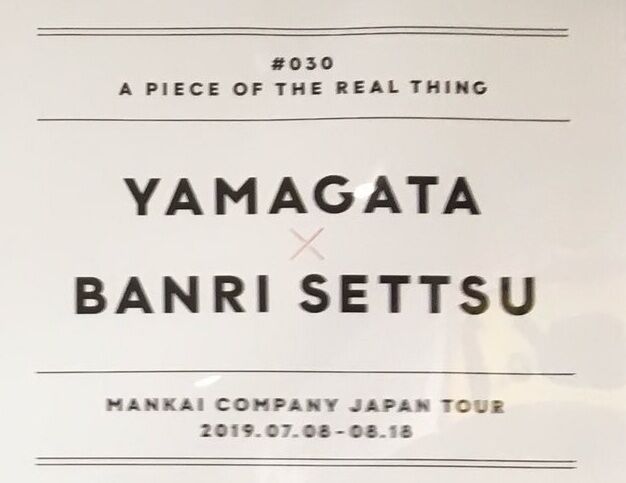 #030
A PIECE OF THE REAL THING
YAMAGATA
×
BANRI SETTSU
MANKAI COMPANY JAPAN TOUR
2019.07.08-08.18